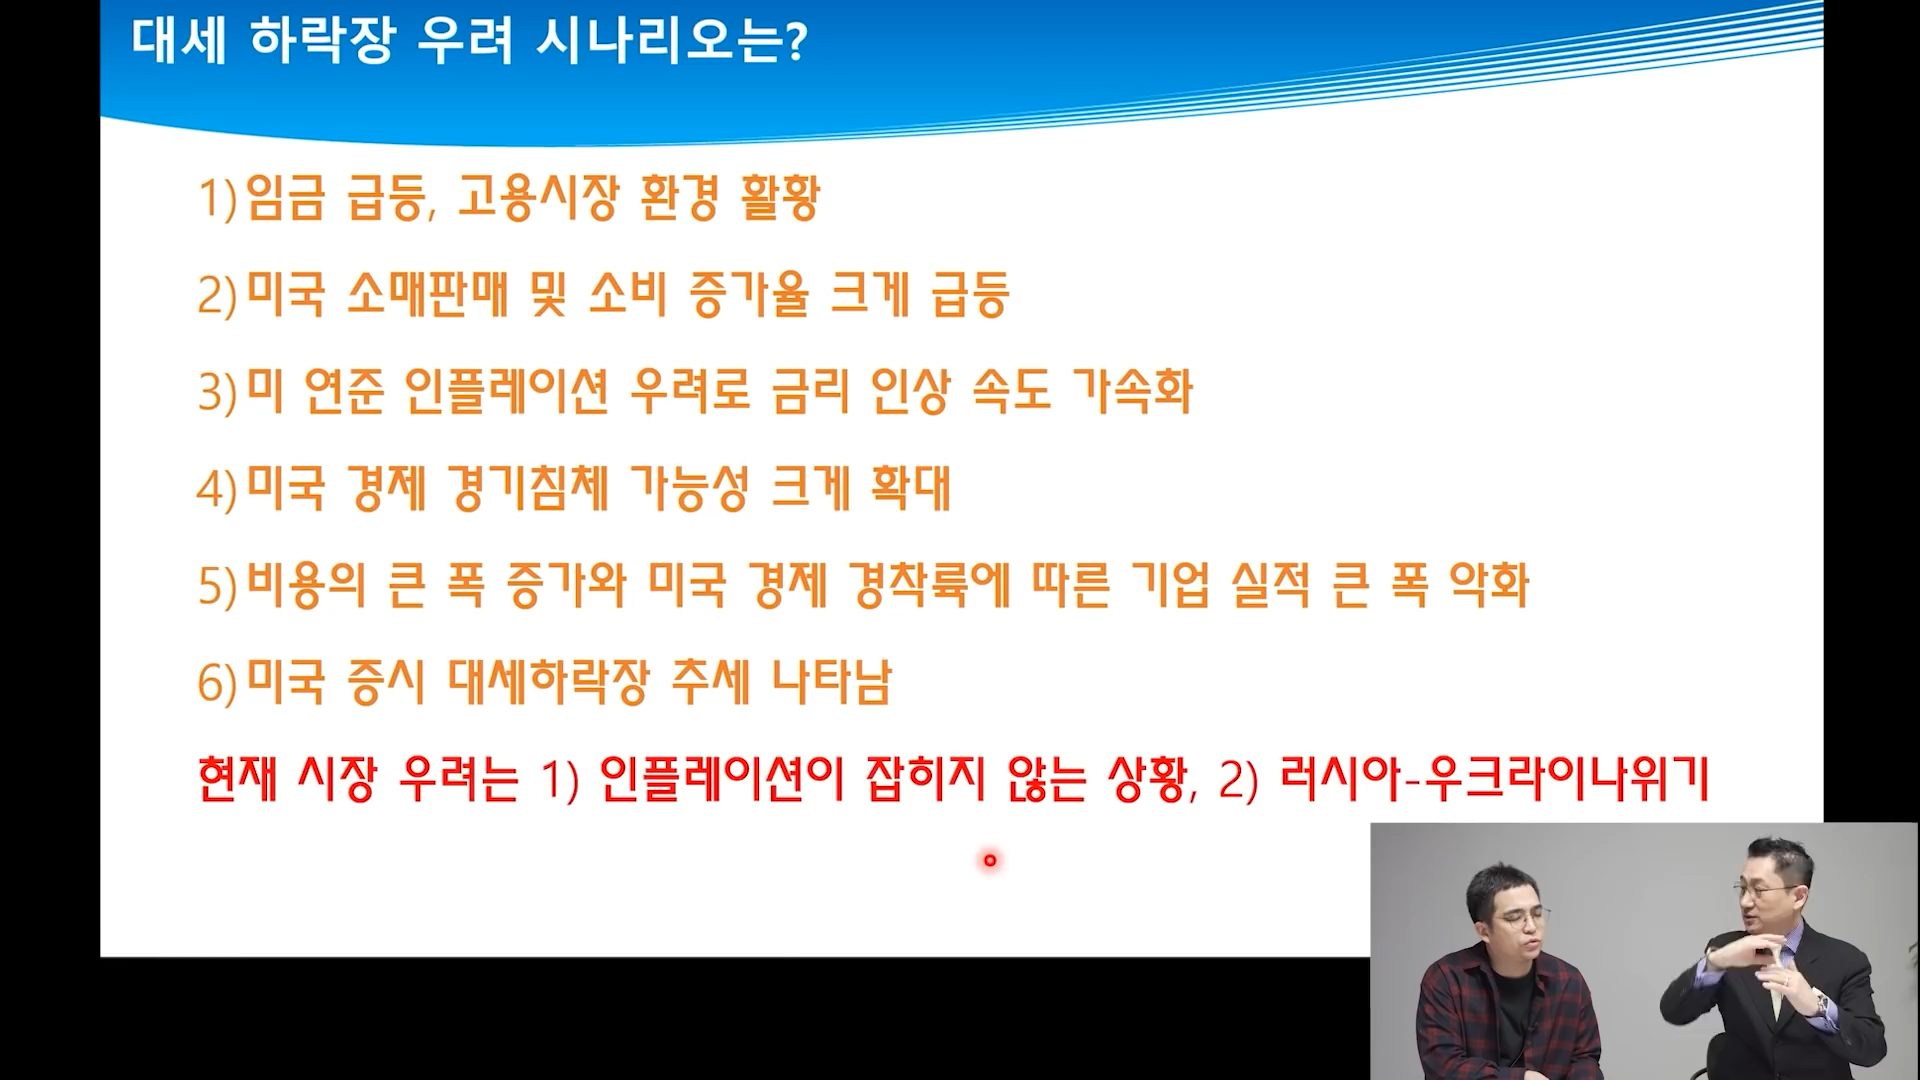 대세 하락장 우려 시나리오는?
1) 임금 급등, 고용시장 환경 활황
2) 미국 소매판매 및 소비 증가율 크게 급등
3) 미 연준 인플레이션 우려로 금리 인상 속도 가속화
4) 미국 경제 경기침체 가능성 크게 확대
5) 비용의 큰 폭 증가와 미국 경제 경착륙에 따른 기업 실적 큰 폭 악화
6) 미국 증시 대세하락장 추세 나타남
현재 시장 우려는 1) 인플레이션이 잡히지 않는 상황, 2) 러시아-우크라이나위기